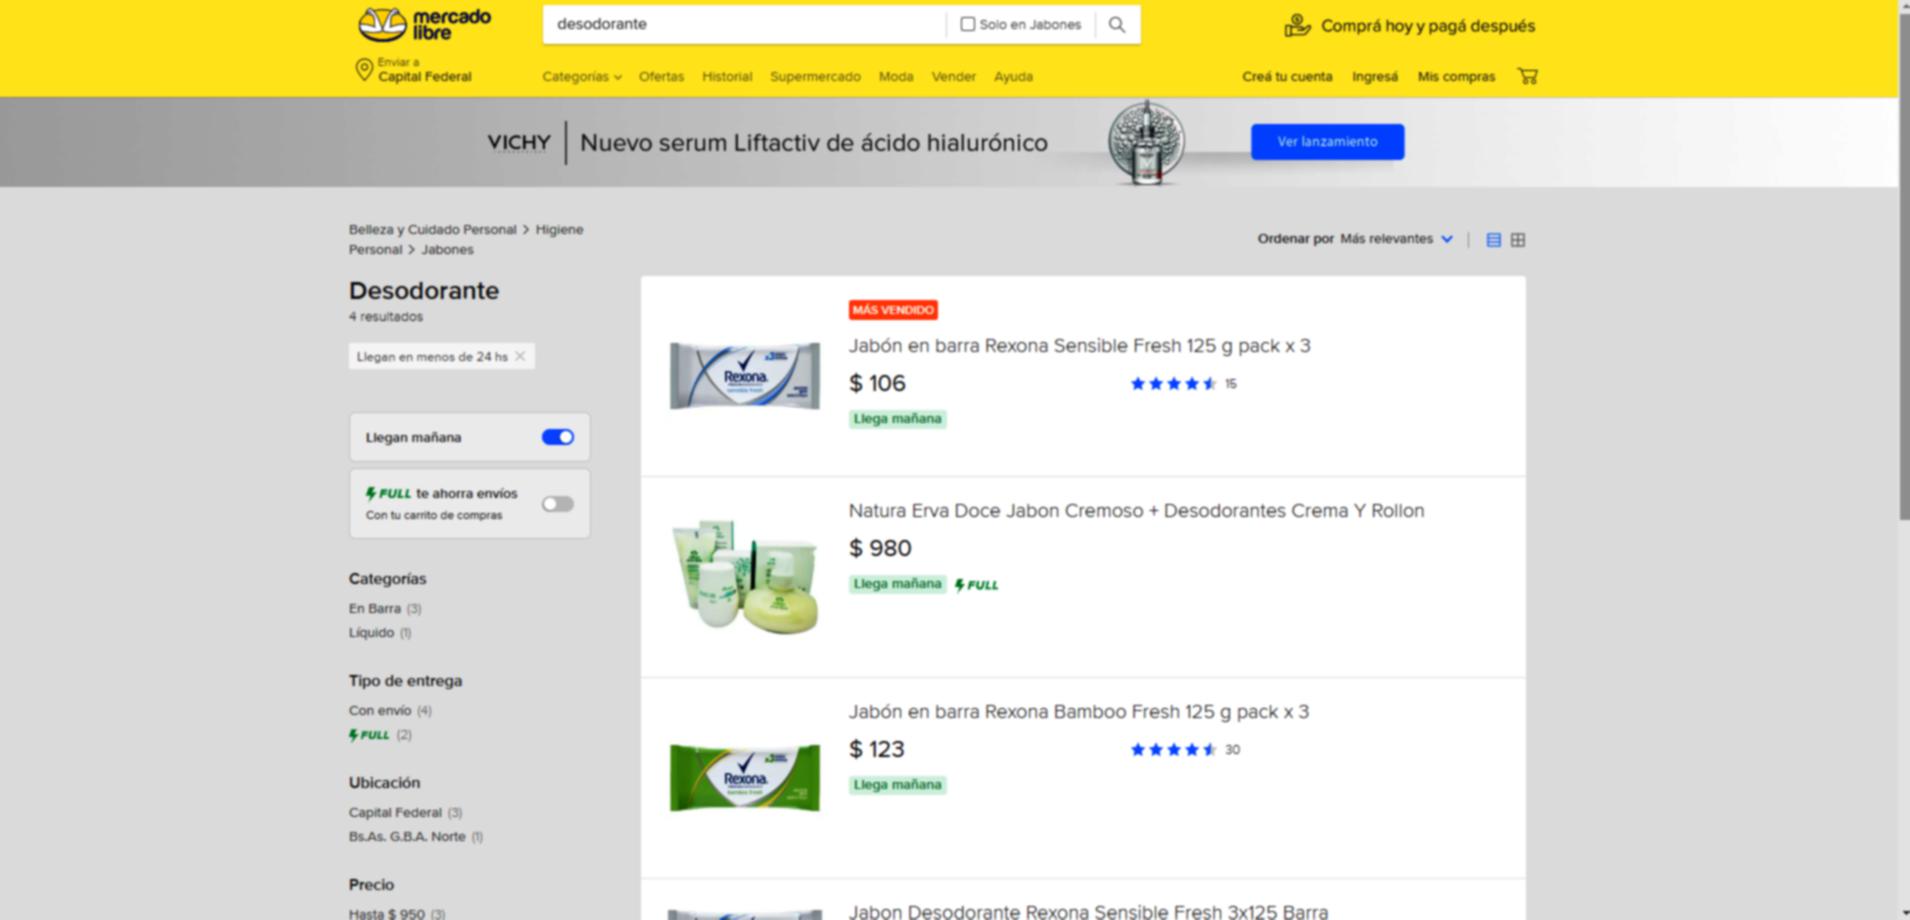 mercado
libre
desodorante
Solo en Jabones
Comprá hoy y pagá después
Enviar a
Capital Federal
Categorías
Ofertas
Historial
Supermercado
Moda
Vender
Ayuda
Creá tu cuenta
Ingresá
Mis compras
VICHY
Nuevo serum Liftactiv de ácido hialurónico
Ver lanzamiento
Belleza y Cuidado Personal > Higiene
Personal > Jabones
Ordenar por Más relevantes
Desodorante
4 resultados
Llegan en menos de 24 hs
Llegan mañana
FULL te ahorra envíos
Con tu carrito de compras
Categorías
En Barra (3)
Líquido (1)
Tipo de entrega
Con envío (4)
FULL (2)
Ubicación
Capital Federal (3)
Bs.As. G.B.A. Norte (1)
Precio
Hasta $ 950 (3)
MÁS VENDIDO
Jabón en barra Rexona Sensible Fresh 125 g pack x 3
Rexona
sensible fresh
$ 106
15
Llega mañana
Natura Erva Doce Jabon Cremoso + Desodorantes Crema Y Rollon
$ 980
Llega mañana FULL
Jabón en barra Rexona Bamboo Fresh 125 g pack x 3
Rexona
bamboo fresh
$ 123
30
Llega mañana
Jabon Desodorante Rexona Sensible Fresh 3x125 Barra